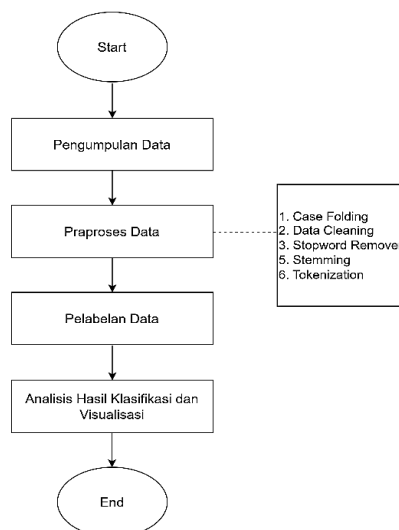 Start
Pengumpulan Data
Praproses Data
1. Case Folding
2. Data Cleaning
3. Stopword Remove
5. Stemming
6. Tokenization
Pelabelan Data
Analisis Hasil Klasifikasi dan
Visualisasi
End